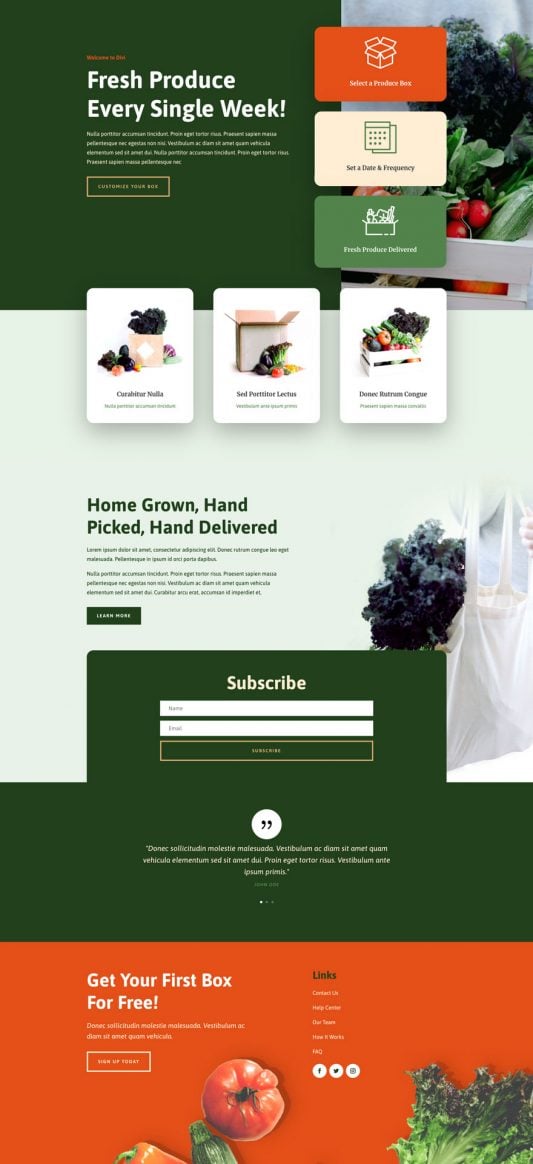 Welcome to Divi
Fresh Produce
Every Single Week!
Nulla porttitor accumsan tincidunt. Proin eget tortor risus. Praesent sapien massa
pellentesque nec egestas non nisi. Vestibulum ac diam sit amet quam vehicula
elementum sed sit amet dui. Nulla porttitor accumsan tincidunt. Proin eget tortor risus.
Praesent sapien massa pellentesque nec
CUSTOMIZE YOUR BOX
Select a Produce Box
Set a Date & Frequency
Fresh Produce Delivered
Curabitur Nulla
Nulla porttitor accumsan tincidunt
Sed Porttitor Lectus
Vestibulum ante ipsum primis
Donec Rutrum Congue
Praesent sapien massa convallis
Home Grown, Hand
Picked, Hand Delivered
Lorem ipsum dolor sit amet, consectetur adipiscing elit. Donec rutrum congue leo eget
malesuada. Pellentesque in ipsum id orci porta dapibus.
Nulla porttitor accumsan tincidunt. Proin eget tortor risus. Praesent sapien massa
pellentesque nec egestas non nisi. Vestibulum ac diam sit amet quam vehicula
elementum sed sit amet dui. Curabitur arcu erat, accumsan id imperdiet et.
LEARN MORE
Subscribe
Name
Email
SUBSCRIBE
"Donec sollicitudin molestie malesuada. Vestibulum ac diam sit amet quam
vehicula elementum sed sit amet dui. Proin eget tortor risus. Vestibulum ante
ipsum primis."
JOHN DOE
Get Your First Box
For Free!
Donec sollicitudin molestie malesuada. Vestibulum ac
diam sit amet quam vehicula.
SIGN UP TODAY
Links
Contact Us
Help Center
Our Team
How It Works
FAQ